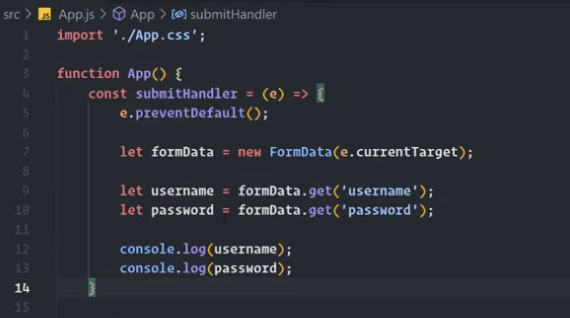 src > JS App.js > App > submitHandler
1 import './App.css';
2
3 function App() {
4 const submitHandler = (e) => {
5 e.preventDefault();
6
7 let formData = new FormData(e.currentTarget);
8
9 let username = formData.get('username');
10 let password = formData.get('password');
11
12 console.log(username);
13 console.log(password);
14 }
15